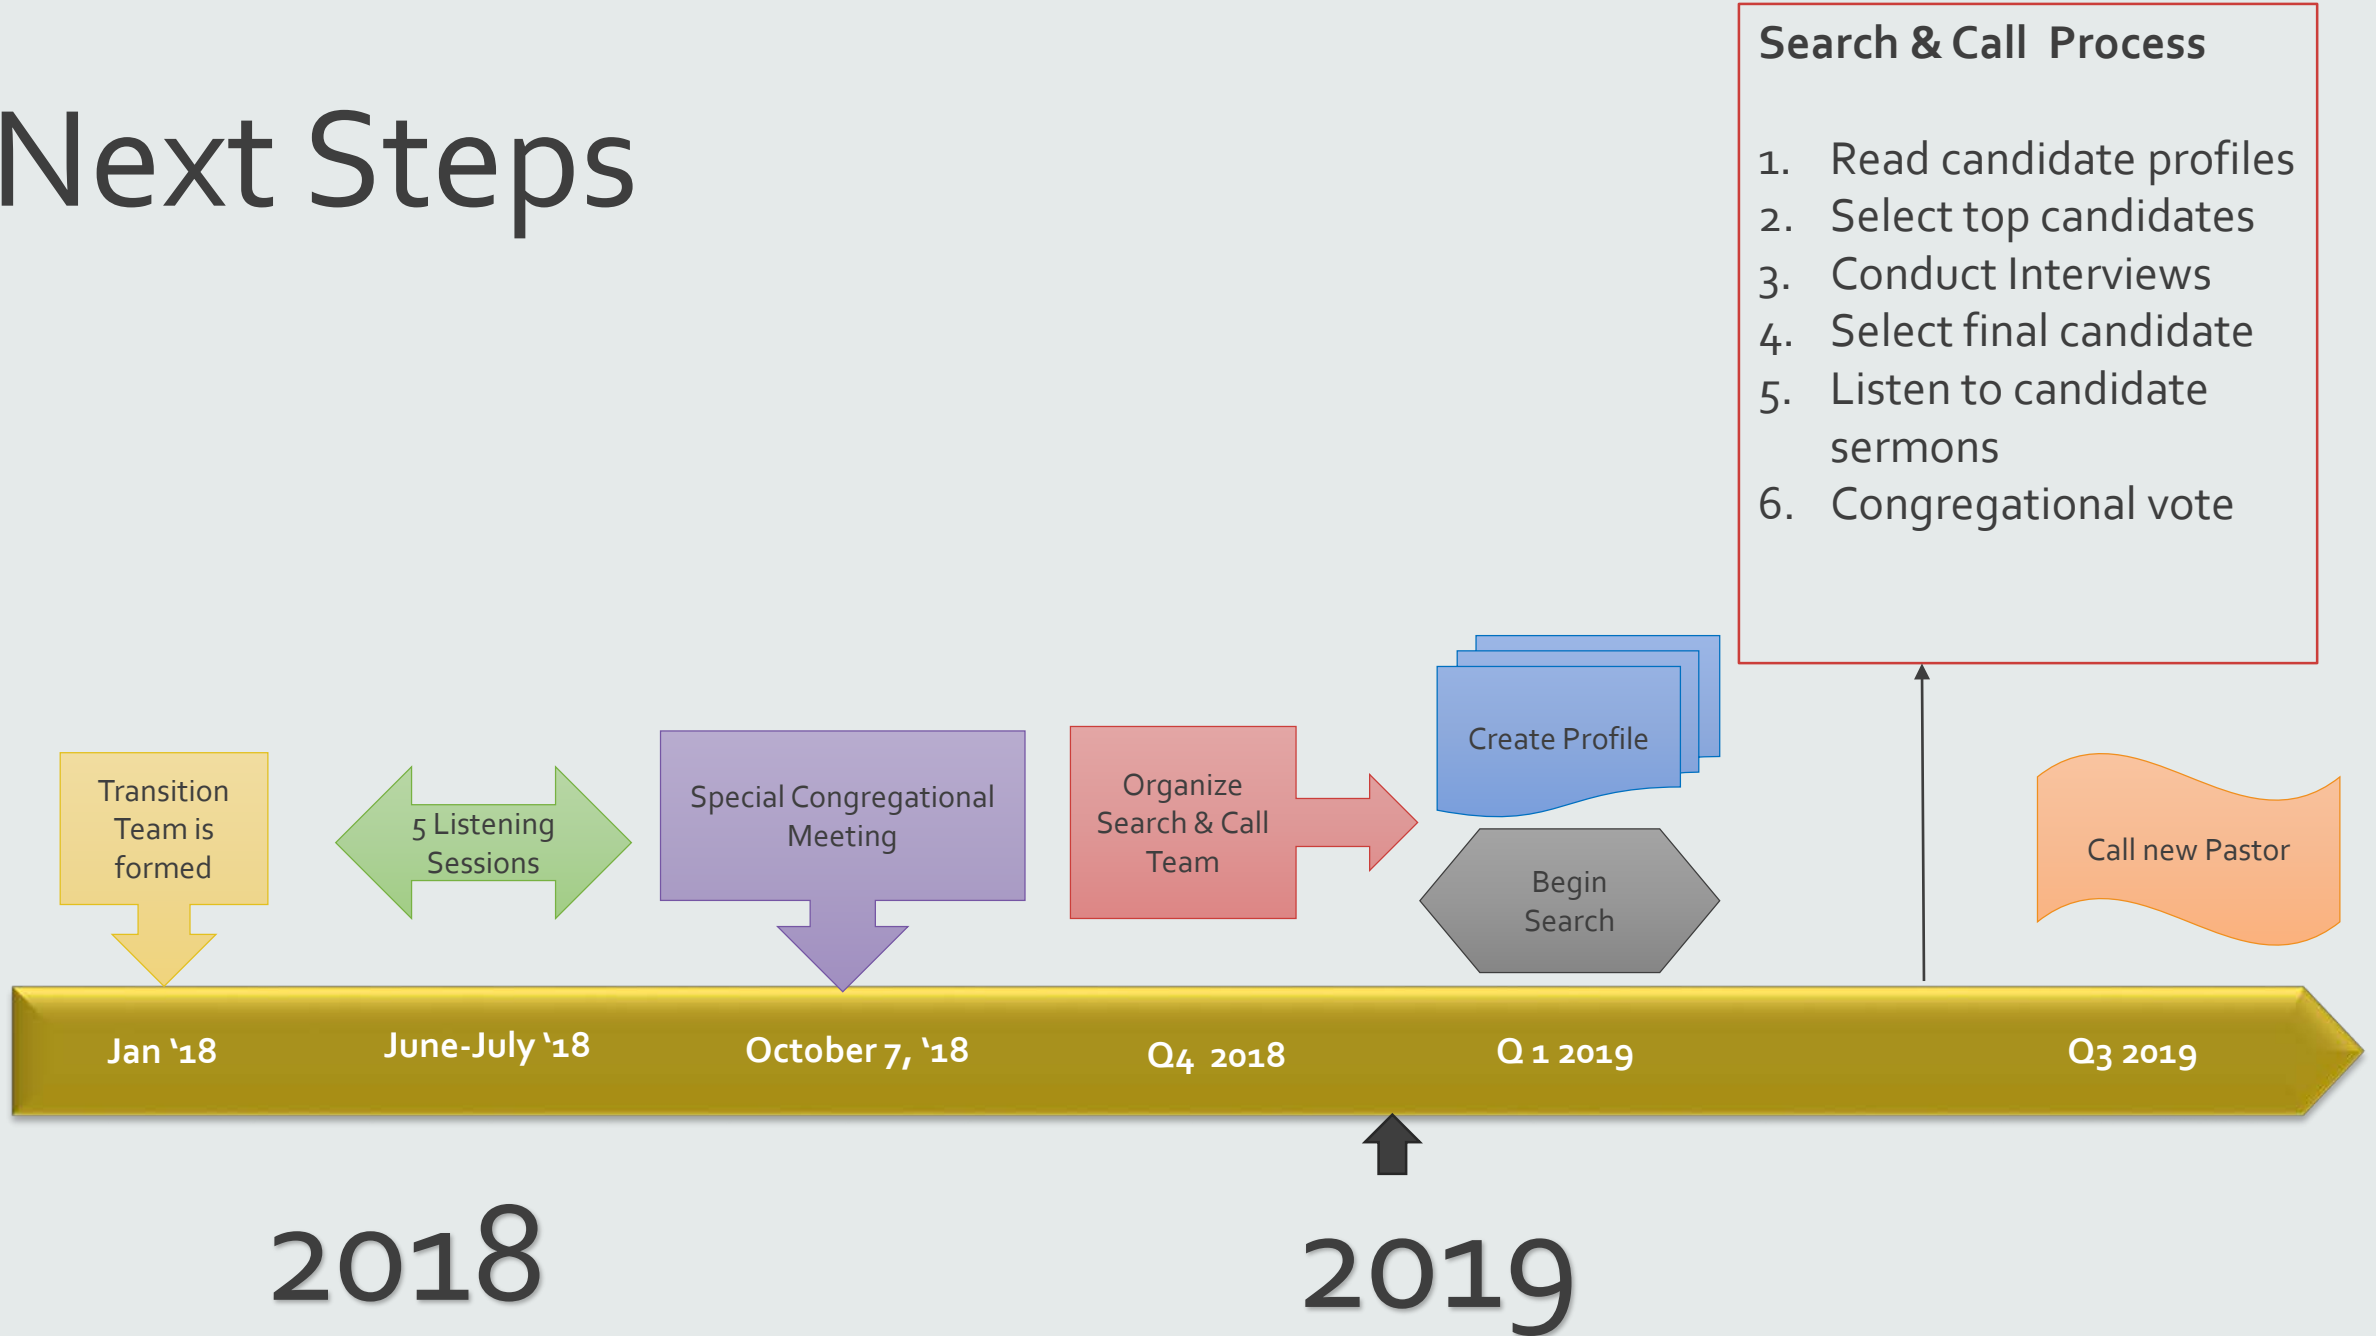 Next Steps
Search & Call Process
1. Read candidate profiles
2. Select top candidates
3. Conduct Interviews
4. Select final candidate
5. Listen to candidate
sermons
6. Congregational vote
Transition
Team is
formed
5 Listening
Sessions
Special Congregational
Meeting
Organize
Search & Call
Team
Create Profile
Begin
Search
Call new Pastor
Jan ‘18
June-July ‘18
October 7, ‘18
Q4 2018
Q 1 2019
Q3 2019
2018
2019